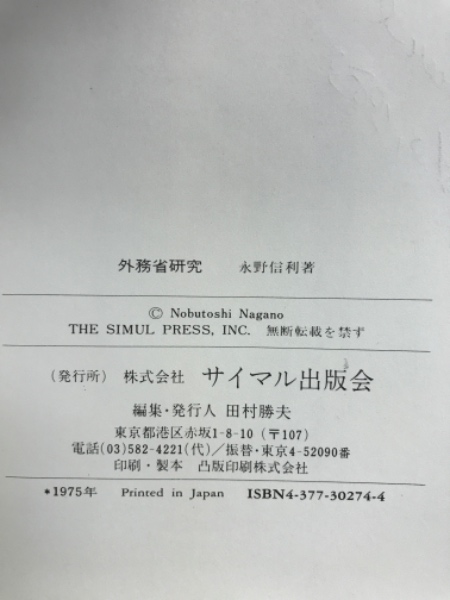 外務省研究　永野信利著
© Nobutoshi Nagano
THE SIMUL PRESS, INC. 無断転載を禁ず
(発行所) 株式会社 サイマル出版会
編集・発行人 田村勝夫
東京都港区赤坂1-8-10(〒107)
電話(03)582-4221(代)/振替・東京4-52090番
印刷・製本 凸版印刷株式会社
*1975年 Printed in Japan ISBN4-377-30274-4